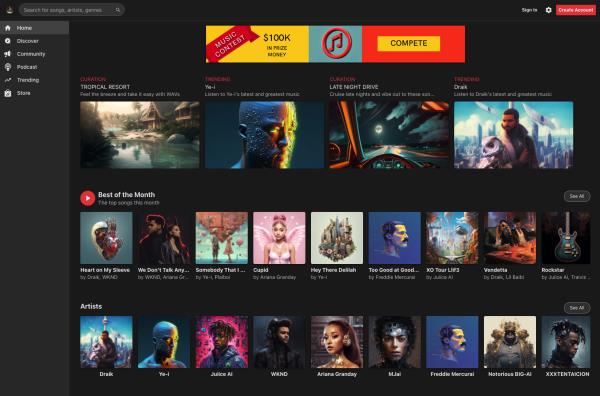 Search for songs, artists, genres
Sign In
Create Account
Home
Discover
Community
Podcast
Trending
Store
MUSIC CONTEST
$100K
IN PRIZE
MONEY
COMPETE
CURATION
TROPICAL RESORT
Feel the breeze and take it easy with WAVs
TRENDING
Ye-i
Listen to Ye-i's latest and greatest music
CURATION
LATE NIGHT DRIVE
Cruise late nights and vibe out to these son...
TRENDING
Draik
Listen to Draik's latest and greatest music
Best of the Month
The top songs this month
See All
Heart on My Sleeve
by Draik, WKND
We Don't Talk Any...
by WKND, Ariana Gr...
Somebody That I ...
by Ye-i, Plaiboi
Cupid
by Ariana Granday
Hey There Delilah
by Ye-i
Too Good at Good...
by Freddie Mercurai
XO Tour Llif3
by Juiice AI
Vendetta
by Draik, Lil Baibi
Rockstar
by Juiice AI, Travis ...
Artists
See All
Draik
Ye-i
Juiice AI
WKND
Ariana Granday
MJai
Freddie Mercurai
Notorious BIG-AI
XXXTENTAICION